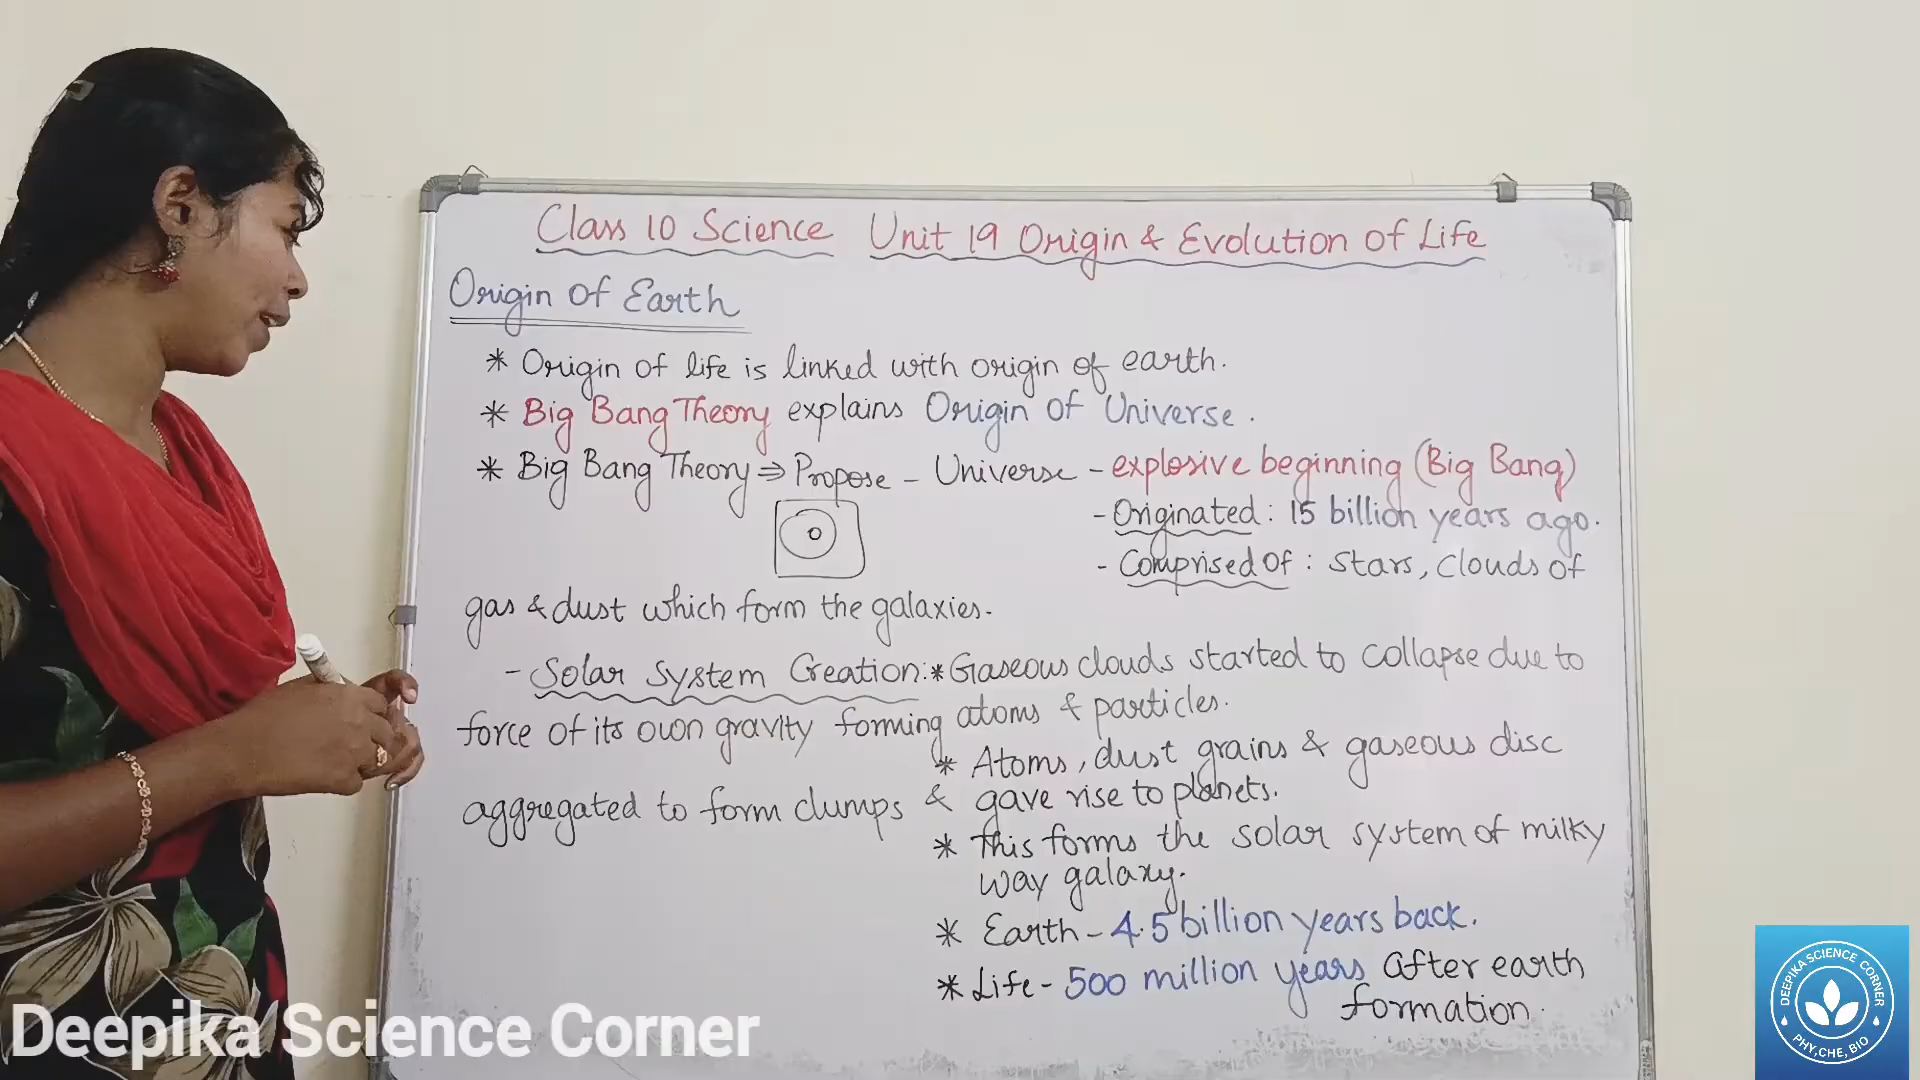 Class 10 Science Unit 19 Origin & Evolution of Life
Origin of Earth
* Origin of life is linked with origin of earth.
* Big Bang Theory explains Origin of Universe.
* Big Bang Theory ⇒ Propose - Universe - explosive beginning (Big Bang)
- Originated : 15 billion years ago.
- Comprised of : Stars, Clouds of
gas & dust which form the galaxies.
- Solar System Creation: * Gaseous clouds started to collapse due to
force of its own gravity forming atoms & particles.
* Atoms, dust grains & gaseous disc
aggregated to form clumps & gave rise to planets.
* This forms the solar system of milky
way galaxy.
* Earth - 4.5 billion years back.
* Life - 500 million years after earth
formation.
Deepika Science Corner
DEEPIKA SCIENCE CORNER
PHY, CHE, BIO